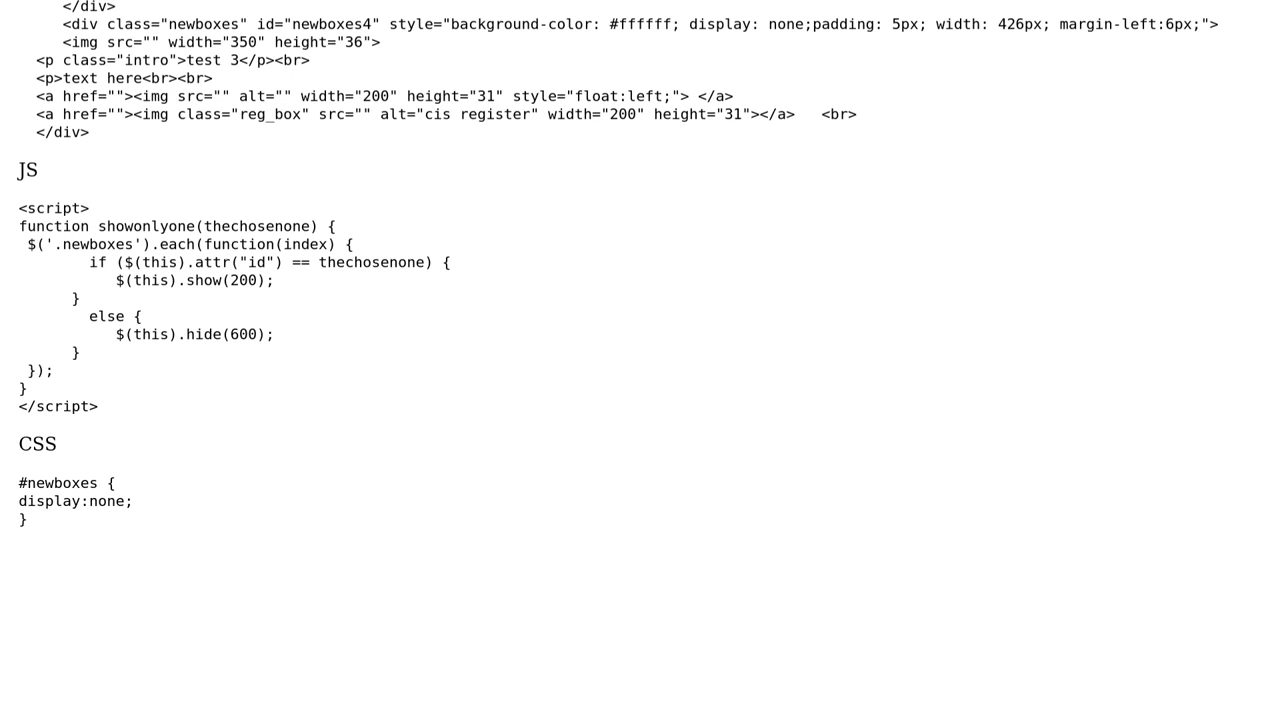 </div>
<div class="newboxes" id="newboxes4" style="background-color: #ffffff; display: none;padding: 5px; width: 426px; margin-left:6px;">
<img src="" width="350" height="36">
<p class="intro">test 3</p><br>
<p>text here<br><br>
<a href=""><img src="" alt="" width="200" height="31" style="float:left;"> </a>
<a href=""><img class="reg_box" src="" alt="cis register" width="200" height="31"></a>   <br>
</div>
JS
<script>
function showonlyone(thechosenone) {
$('.newboxes').each(function(index) {
if ($(this).attr("id") == thechosenone) {
$(this).show(200);
}
else {
$(this).hide(600);
}
});
}
</script>
CSS
#newboxes {
display:none;
}